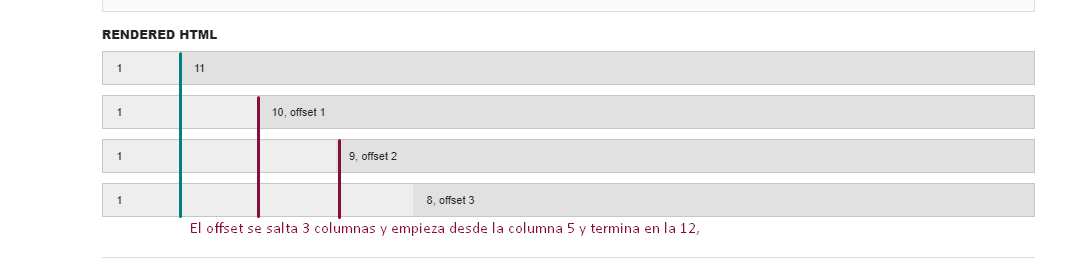 RENDERED HTML
1 11
1 10, offset 1
1 9, offset 2
1 8, offset 3
El offset se salta 3 columnas y empieza desde la columna 5 y termina en la 12,